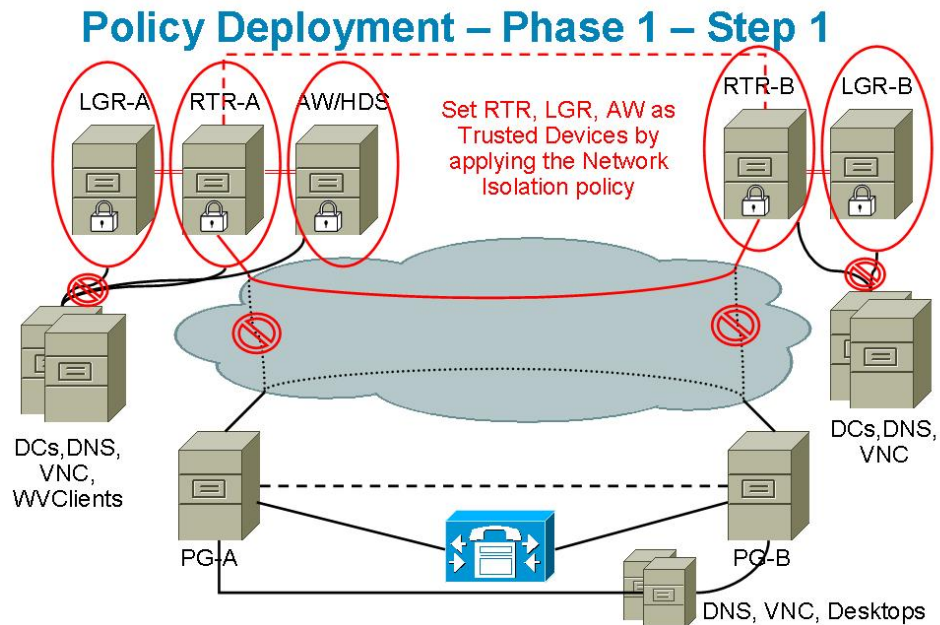 Policy Deployment – Phase 1 – Step 1
LGR-A
RTR-A
AW/HDS
RTR-B
LGR-B
Set RTR, LGR, AW as
Trusted Devices by
applying the Network
Isolation policy
DCs,DNS,
VNC,
WVClients
DCs,DNS,
VNC
PG-A
PG-B
DNS, VNC, Desktops